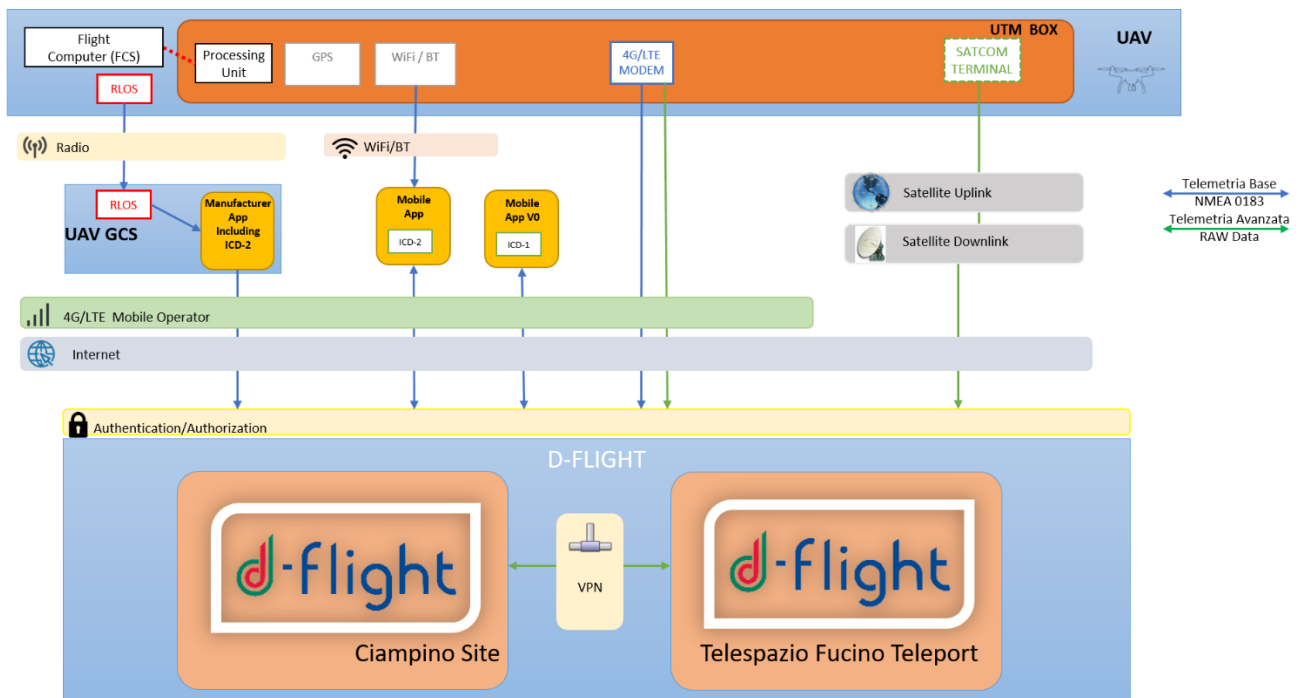 UTM BOX
UAV
Flight
Computer (FCS)
Processing
Unit
GPS
WiFi / BT
4G/LTE
MODEM
SATCOM
TERMINAL
RLOS
Radio
WiFi/BT
RLOS
UAV GCS
Manufacturer
App
Including
ICD-2
Mobile
App
ICD-2
Mobile
App V0
ICD-1
Satellite Uplink
Satellite Downlink
Telemetria Base
NMEA 0183
Telemetria Avanzata
RAW Data
4G/LTE Mobile Operator
Internet
Authentication/Authorization
D-FLIGHT
d-flight
Ciampino Site
VPN
d-flight
Telespazio Fucino Teleport